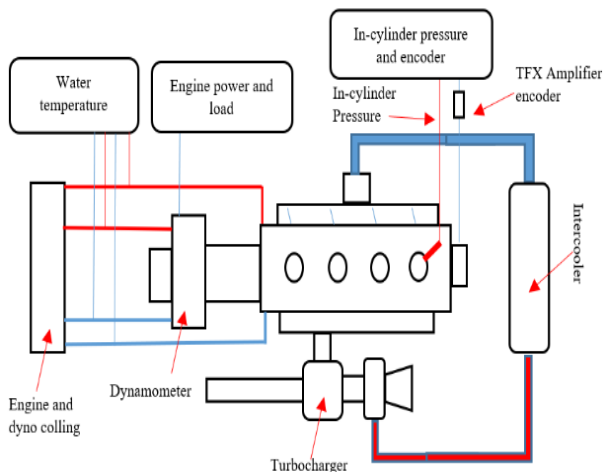 In-cylinder pressure
and encoder
TFX Amplifier
encoder
Water
temperature
Engine power and
load
In-cylinder
Pressure
Intercooler
Dynamometer
Engine and
dyno colling
Turbocharger